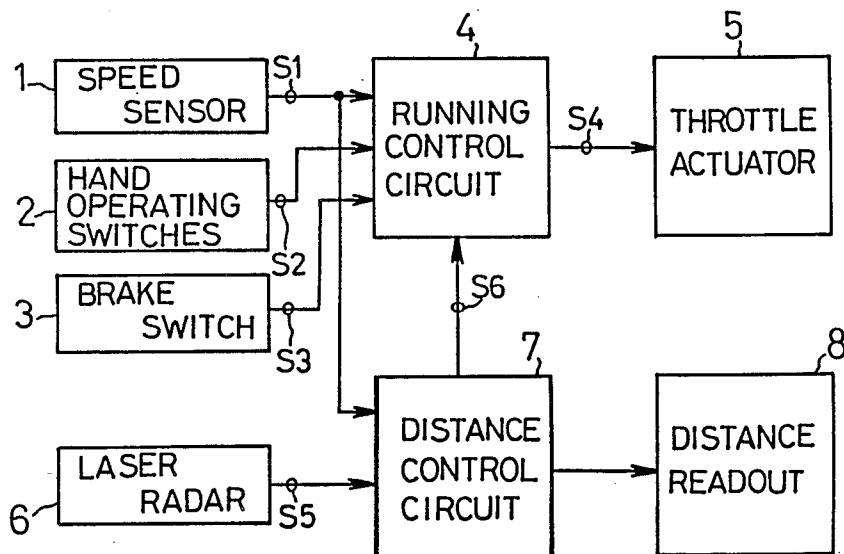 4
5
1
SPEED
SENSOR
S1
RUNNING
CONTROL
CIRCUIT
S4
THROTTLE
ACTUATOR
2
HAND
OPERATING
SWITCHES
S2
3
BRAKE
SWITCH
S3
S6
7
8
6
LASER
RADAR
S5
DISTANCE
CONTROL
CIRCUIT
DISTANCE
READOUT